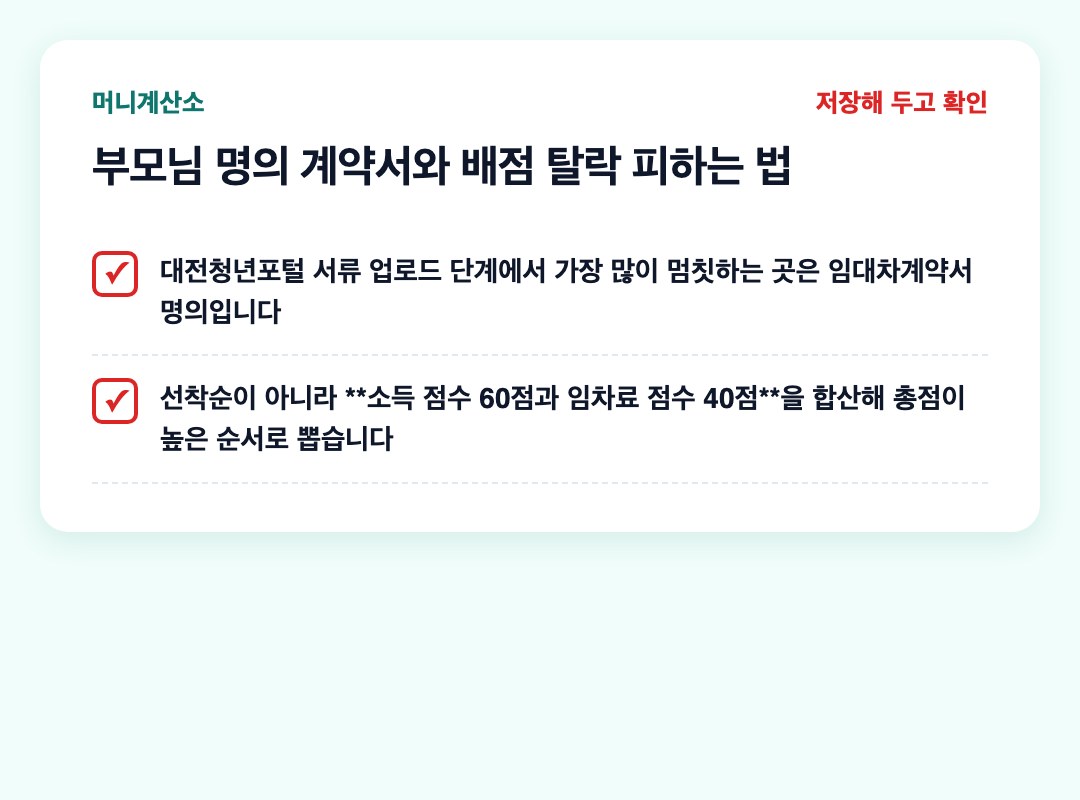 머니계산소
저장해 두고 확인
부모님 명의 계약서와 배점 탈락 피하는 법
대전청년포털 서류 업로드 단계에서 가장 많이 멈칫하는 곳은 임대차계약서
명의입니다
선착순이 아니라 **소득 점수 60점과 임차료 점수 40점**을 합산해 총점이
높은 순서로 뽑습니다